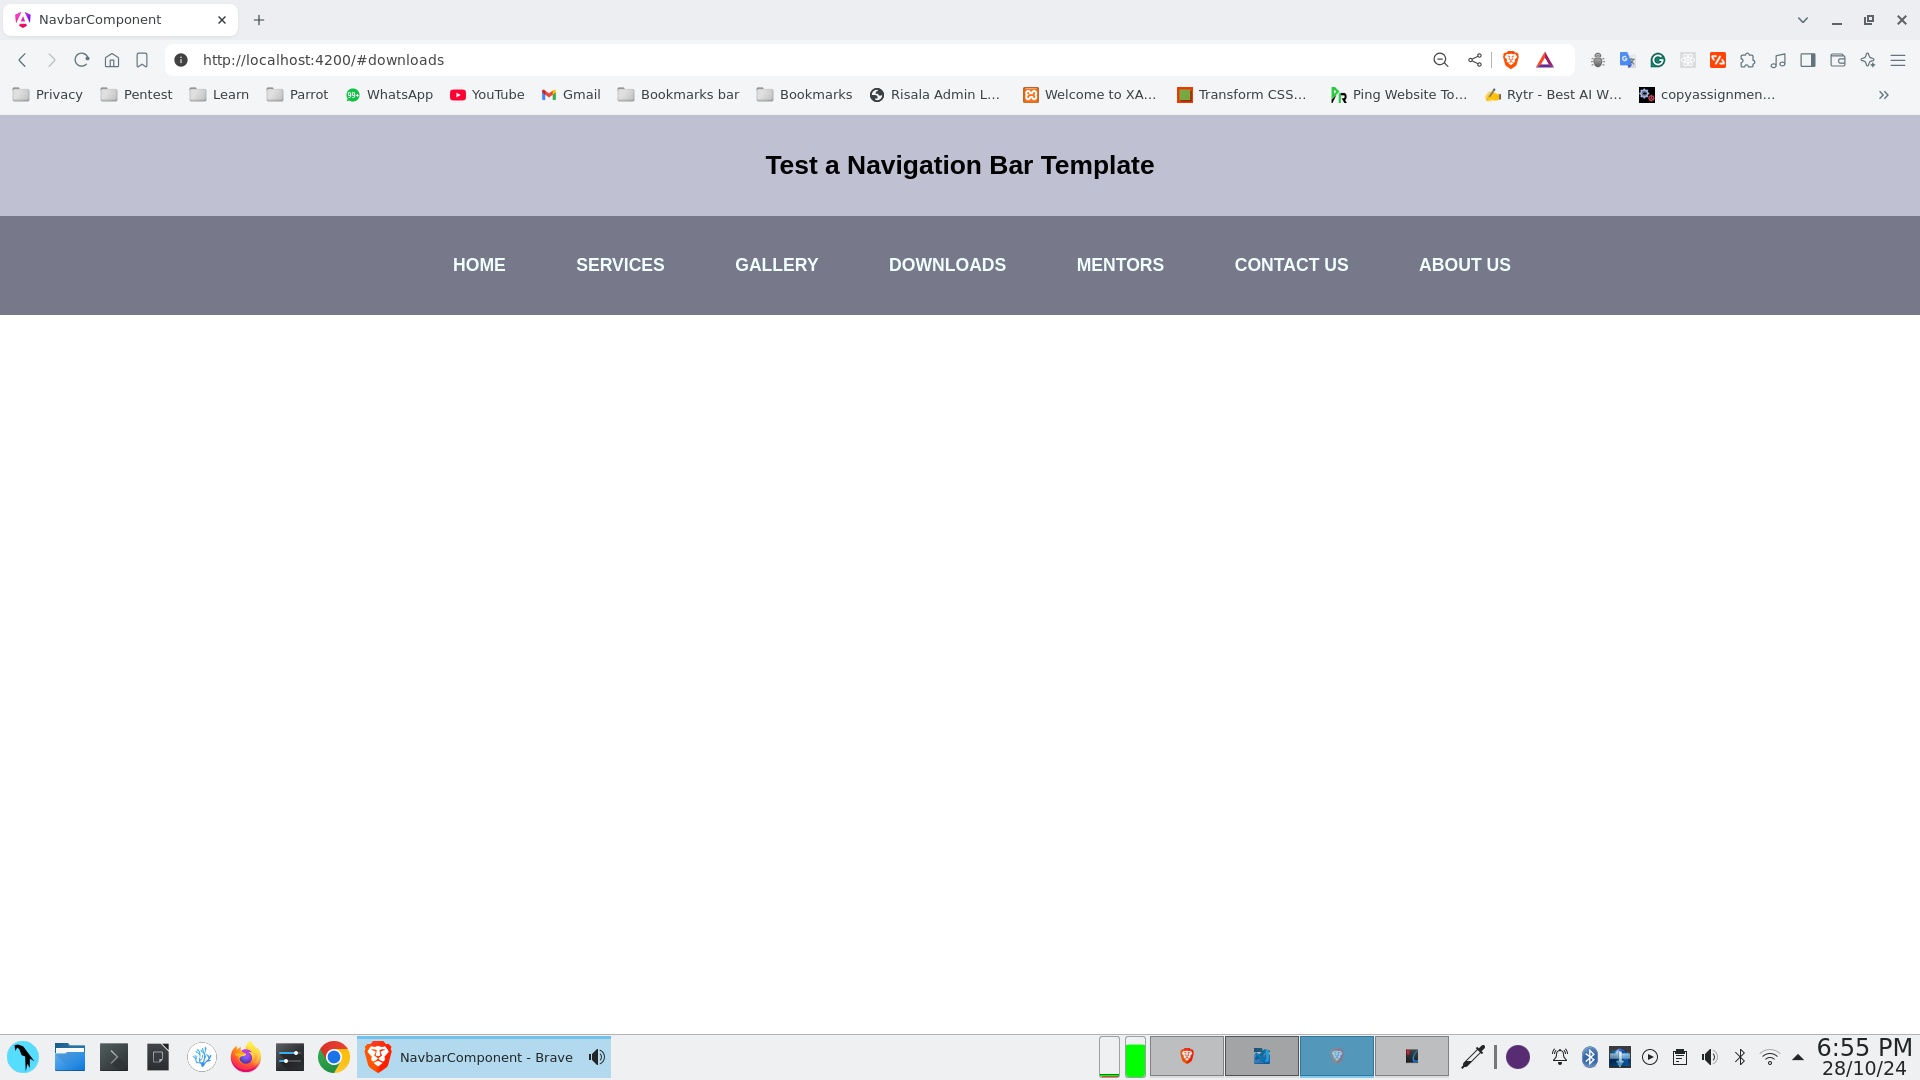 NavbarComponent
http://localhost:4200/#downloads
Privacy Pentest Learn Parrot WhatsApp YouTube Gmail Bookmarks bar Bookmarks Risala Admin L... Welcome to XA... Transform CSS... Ping Website To... Rytr - Best AI W... copyassignmen...
Test a Navigation Bar Template
HOME SERVICES GALLERY DOWNLOADS MENTORS CONTACT US ABOUT US
NavbarComponent - Brave
6:55 PM
28/10/24